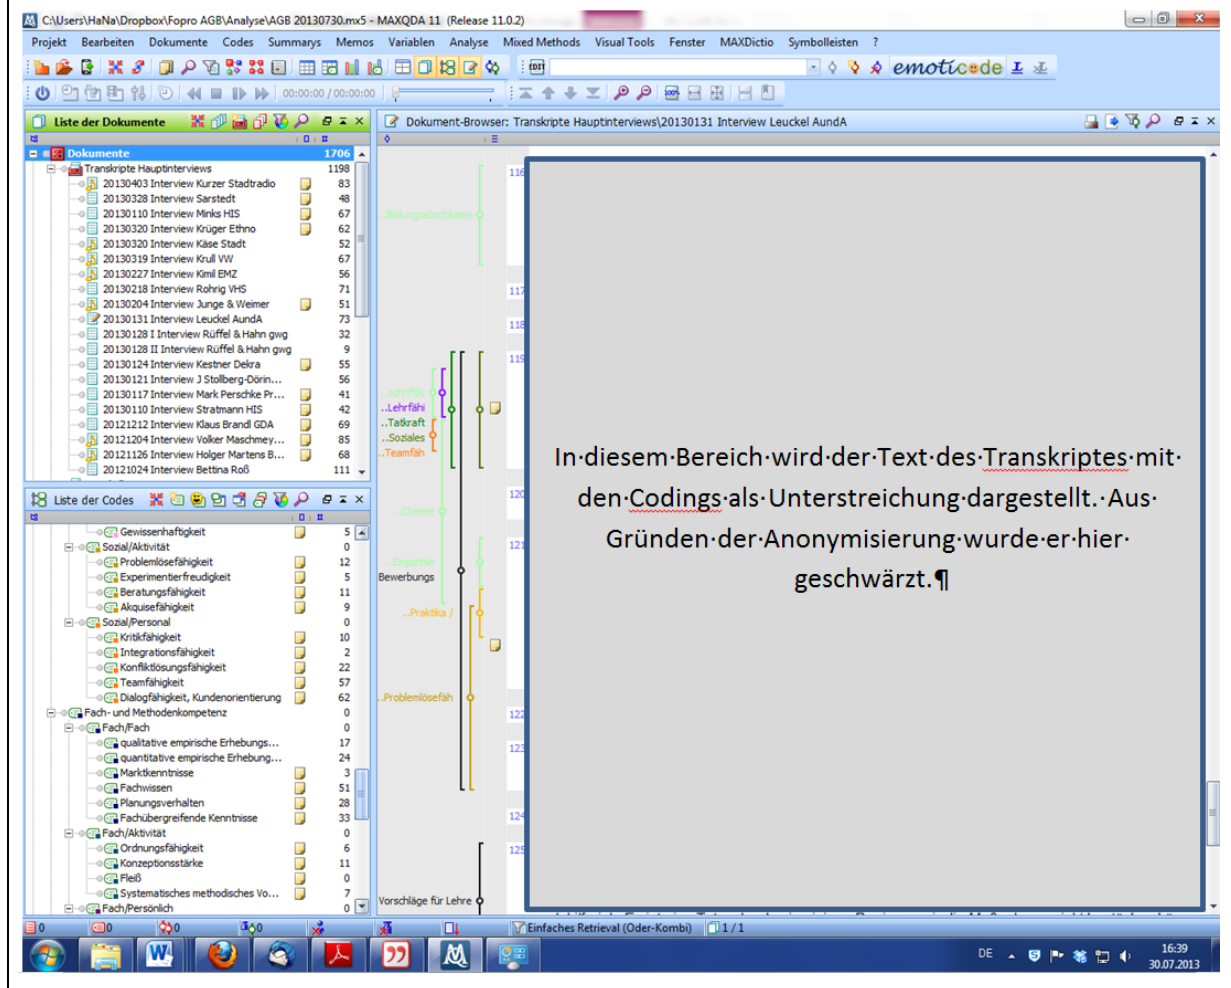 C:\Users\HaNa\Dropbox\Fopro AGB\Analyse\AGB 20130730.mx5 - MAXQDA 11 (Release 11.0.2)
Projekt Bearbeiten Dokumente Codes Summarys Memos Variablen Analyse Mixed Methods Visual Tools Fenster MAXDictio Symbolleisten ?
EDIT emoticode
00:00:00 / 00:00:00 100%
Liste der Dokumente
Dokumente 1706
Transkripte Hauptinterviews 1198
20130403 Interview Kurzer Stadtradio 83
20130328 Interview Sarstedt 48
20130110 Interview Minks HIS 67
20130320 Interview Krüger Ethno 62
20130320 Interview Käse Stadt 52
20130319 Interview Krull VW 67
20130227 Interview Kimil EMZ 56
20130218 Interview Rohrig VHS 71
20130204 Interview Junge & Weimer 51
20130131 Interview Leuckel AundA 73
20130128 I Interview Rüffel & Hahn gwg 32
20130128 II Interview Rüffel & Hahn gwg 9
20130124 Interview Kestner Dekra 55
20130121 Interview J Stollberg-Dörin... 56
20130117 Interview Mark Perschke Pr... 41
20130110 Interview Stratmann HIS 42
20121212 Interview Klaus Brandl GDA 69
20121204 Interview Volker Maschmey... 85
20121126 Interview Holger Martens B... 68
20121024 Interview Bettina Roß 111
Liste der Codes
Gewissenhaftigkeit 5
Sozial/Aktivität 0
Problemlösefähigkeit 12
Experimentierfreudigkeit 5
Beratungsfähigkeit 11
Akquisefähigkeit 9
Sozial/Personal 0
Kritikfähigkeit 10
Integrationsfähigkeit 2
Konfliktlösungsfähigkeit 22
Teamfähigkeit 57
Dialogfähigkeit, Kundenorientierung 62
Fach- und Methodenkompetenz 0
Fach/Fach 0
qualitative empirische Erhebungs... 17
quantitative empirische Erhebung... 24
Marktkenntnisse 3
Fachwissen 51
Planungsverhalten 28
Fachübergreifende Kenntnisse 33
Fach/Aktivität 0
Ordnungsfähigkeit 6
Konzeptionsstärke 11
Fleiß 0
Systematisches methodisches Vo... 7
Fach/Persönlich 0
Dokument-Browser: Transkripte Hauptinterviews\20130131 Interview Leuckel AundA
116
..Bildungsabschlüsse
117
118
119
..schriftlic
..Lehrfähi
..Tatkraft
..Soziales
..Teamfäh
120
..Chemie
121
..Empathie
Bewerbungs
..Praktika /
..Problemlösefäh
122
123
124
125
Vorschläge für Lehre
In diesem Bereich wird der Text des Transkriptes mit
den Codings als Unterstreichung dargestellt. Aus
Gründen der Anonymisierung wurde er hier
geschwärzt.¶
0 0 0 0 Einfaches Retrieval (Oder-Kombi) 1 / 1
DE 16:39
30.07.2013